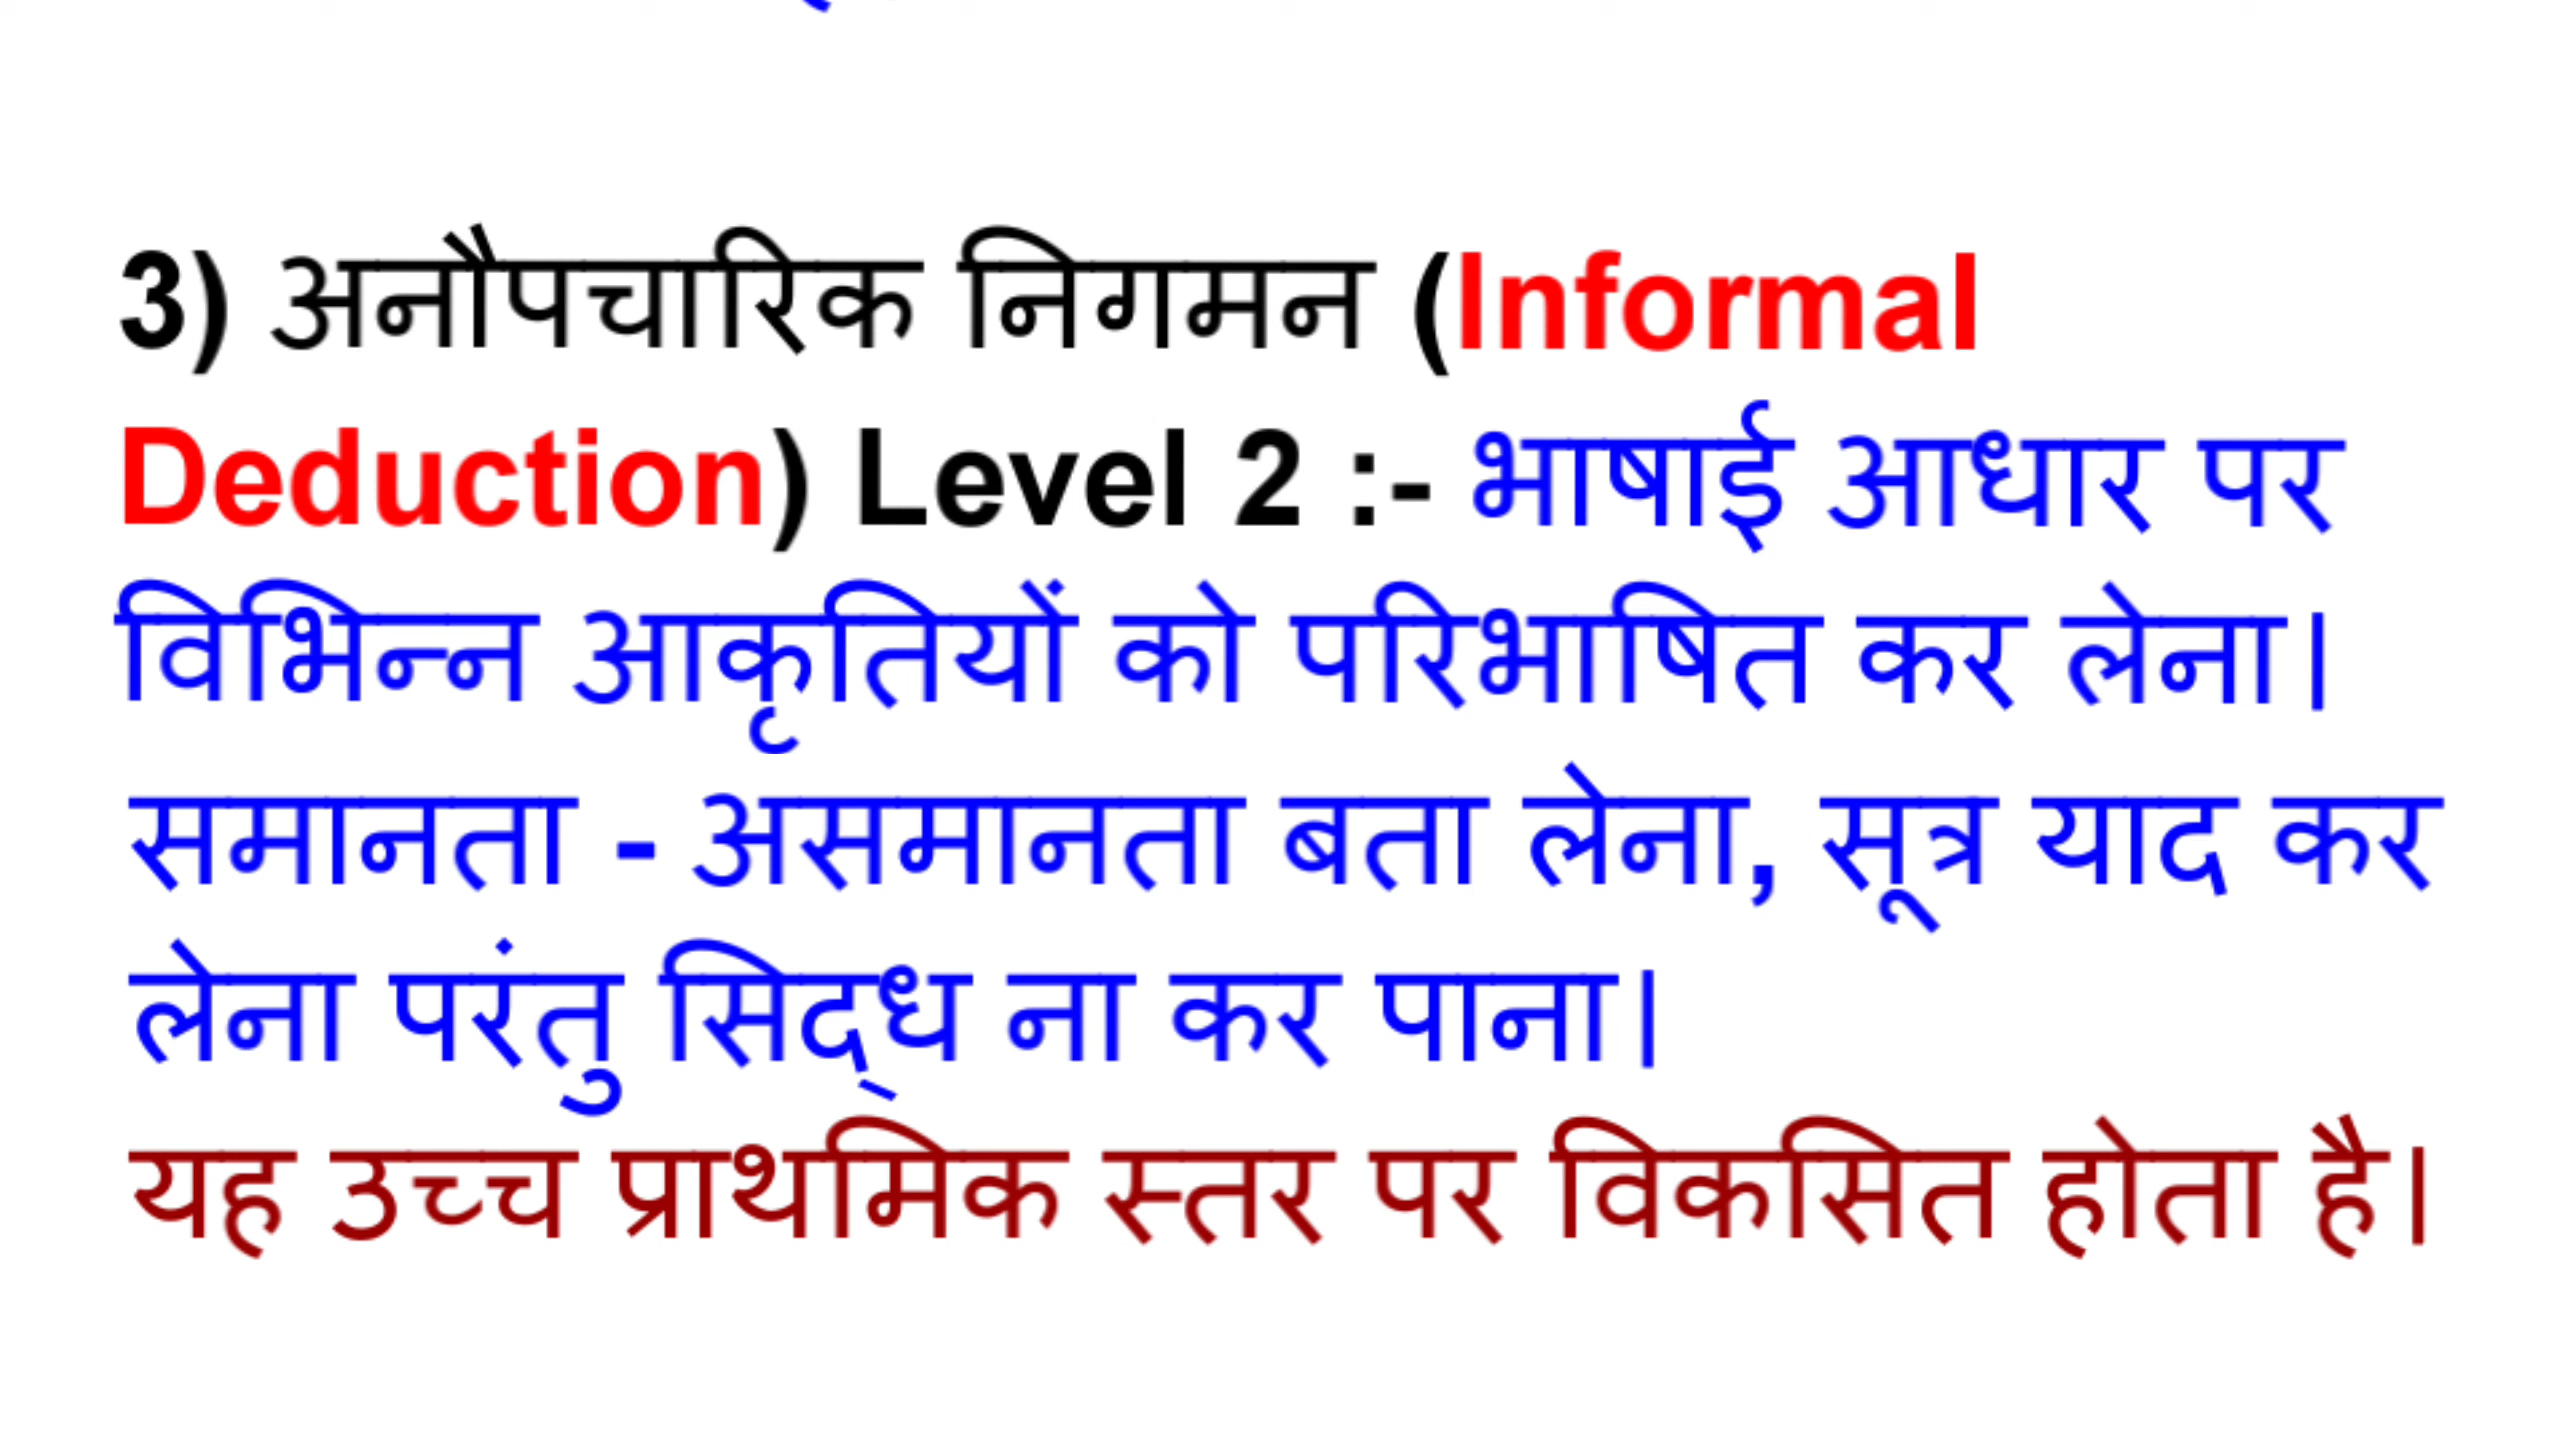 3) अनौपचारिक निगमन (Informal
Deduction) Level 2 :- भाषाई आधार पर
विभिन्न आकृतियों को परिभाषित कर लेना।
समानता - असमानता बता लेना, सूत्र याद कर
लेना परंतु सिद्ध ना कर पाना।
यह उच्च प्राथमिक स्तर पर विकसित होता है।